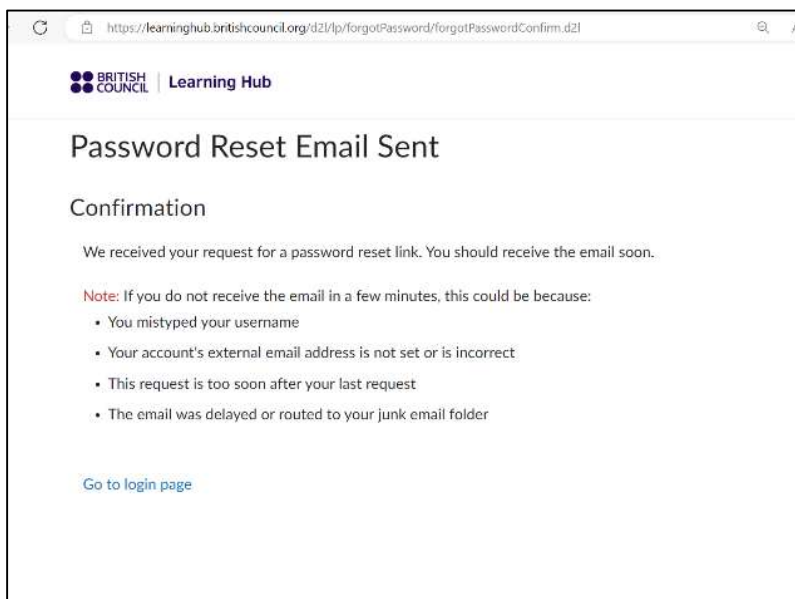 https://learninghub.britishcouncil.org/d2l/lp/forgotPassword/forgotPasswordConfirm.d2l
BRITISH
COUNCIL
Learning Hub
Password Reset Email Sent
Confirmation
We received your request for a password reset link. You should receive the email soon.
Note: If you do not receive the email in a few minutes, this could be because:
• You mistyped your username
• Your account's external email address is not set or is incorrect
• This request is too soon after your last request
• The email was delayed or routed to your junk email folder
Go to login page